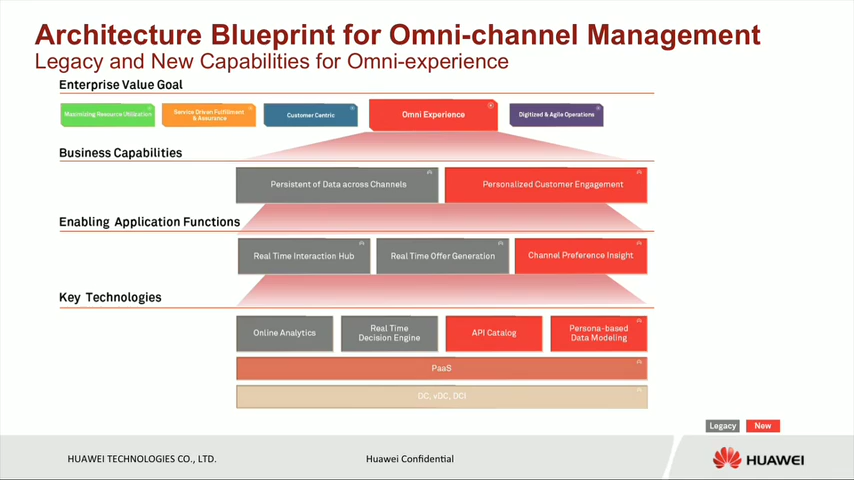 Architecture Blueprint for Omni-channel Management
Legacy and New Capabilities for Omni-experience
Enterprise Value Goal
Maximizing Resource Utilization
Service Driven Fulfillment
& Assurance
Customer Centric
Omni Experience
Digitized & Agile Operations
Business Capabilities
Persistent of Data across Channels
Personalized Customer Engagement
Enabling Application Functions
Real Time Interaction Hub
Real Time Offer Generation
Channel Preference Insight
Key Technologies
Online Analytics
Real Time
Decision Engine
API Catalog
Persona-based
Data Modeling
PaaS
DC, vDC, DCI
Legacy
New
HUAWEI TECHNOLOGIES CO., LTD.
Huawei Confidential
HUAWEI